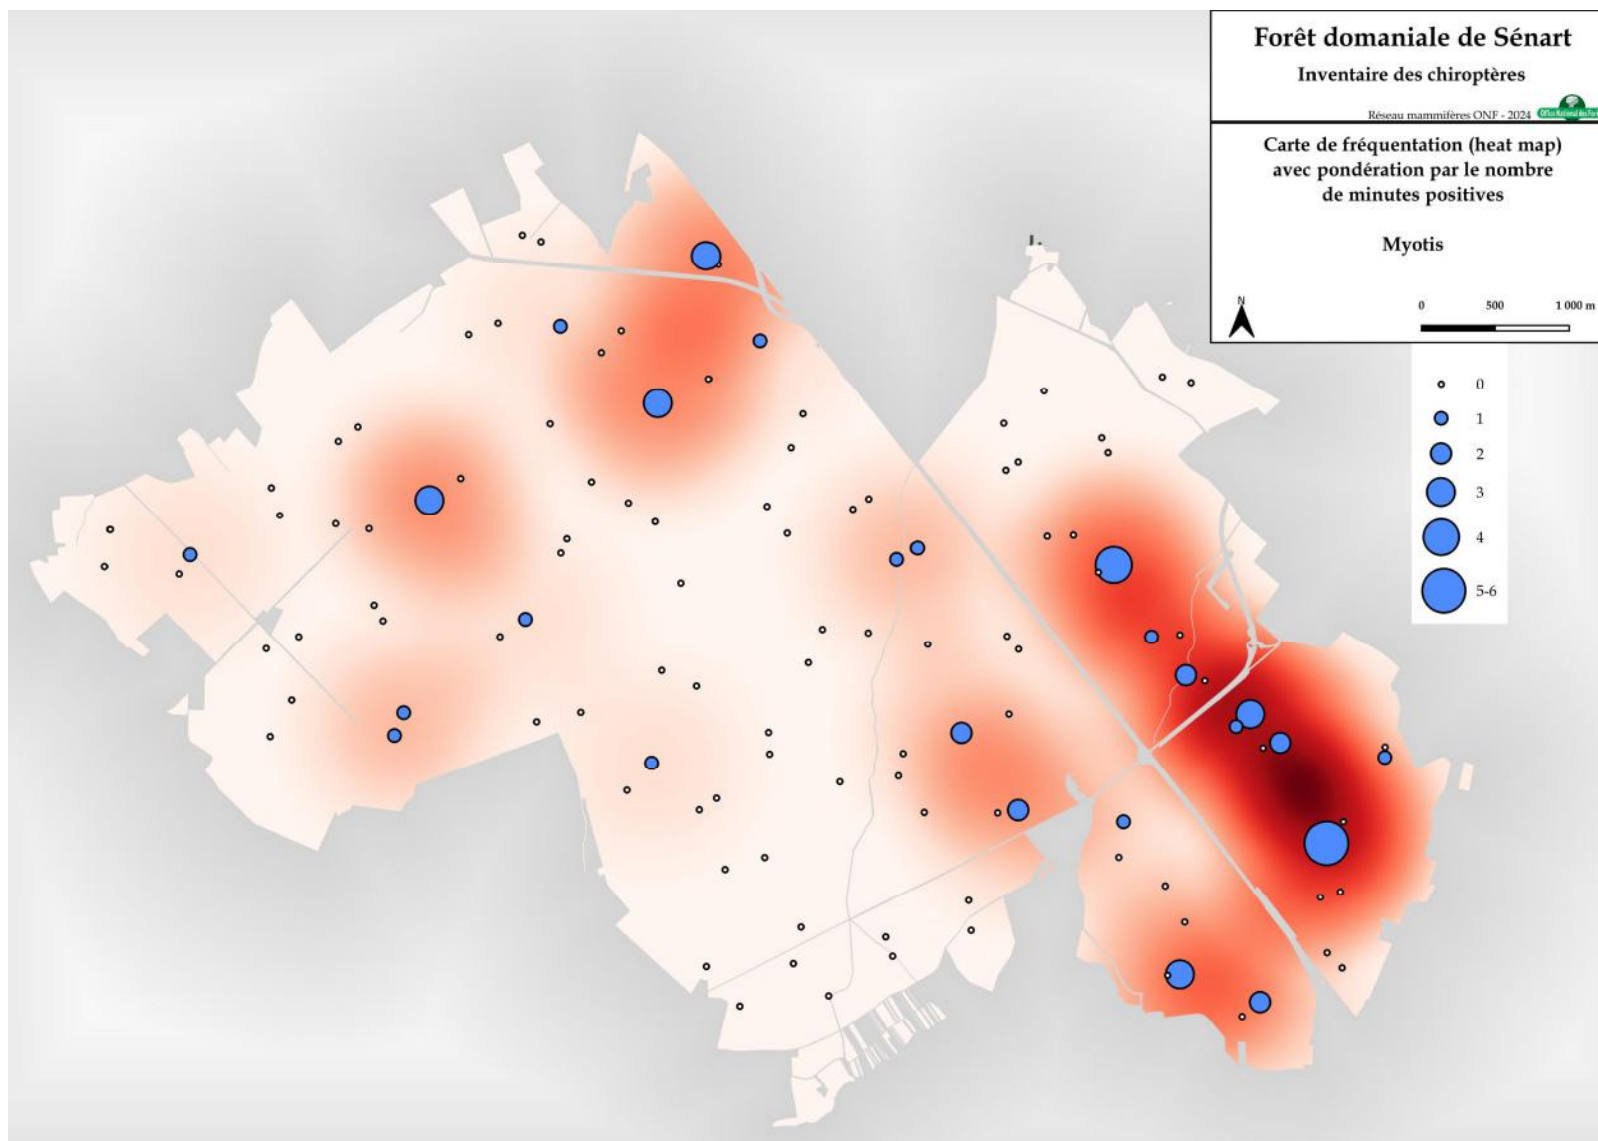 Forêt domaniale de Sénart
Inventaire des chiroptères
Réseau mammifères ONF - 2024
Carte de fréquentation (heat map)
avec pondération par le nombre
de minutes positives
Myotis
N
0 500 1 000 m
0
1
2
3
4
5-6